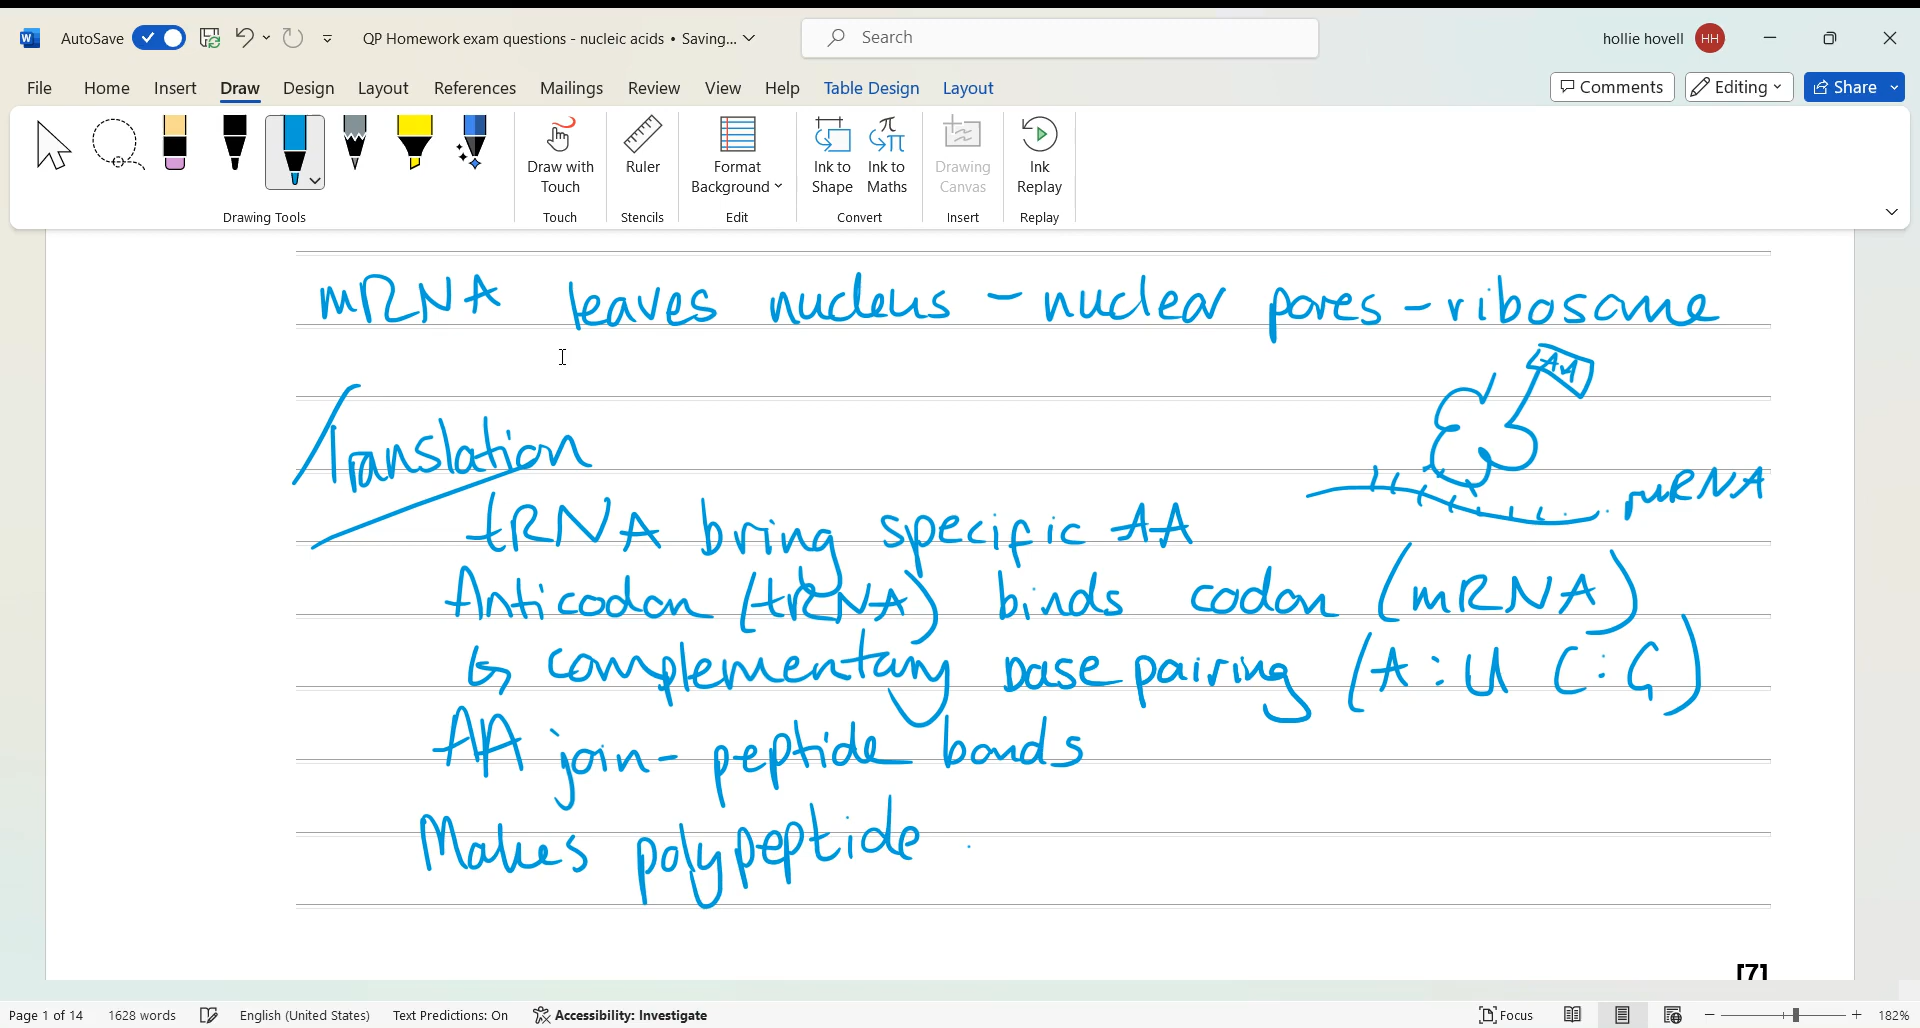 AutoSave QP Homework exam questions - nucleic acids • Saving... Search hollie hovell HH
File Home Insert Draw Design Layout References Mailings Review View Help Table Design Layout Comments Editing Share
Draw with Touch Ruler Format Background Ink to Shape Ink to Maths Drawing Canvas Ink Replay
Drawing Tools Touch Stencils Edit Convert Insert Replay
mRNA leaves nucleus - nuclear pores - ribosome
AA
Translation
mRNA
tRNA bring specific AA
Anticodon (tRNA) binds codon (mRNA)
↳ complementary base pairing (A:U C:G)
AA join - peptide bonds
Makes polypeptide
[7]
Page 1 of 14 1628 words English (United States) Text Predictions: On Accessibility: Investigate Focus 182%